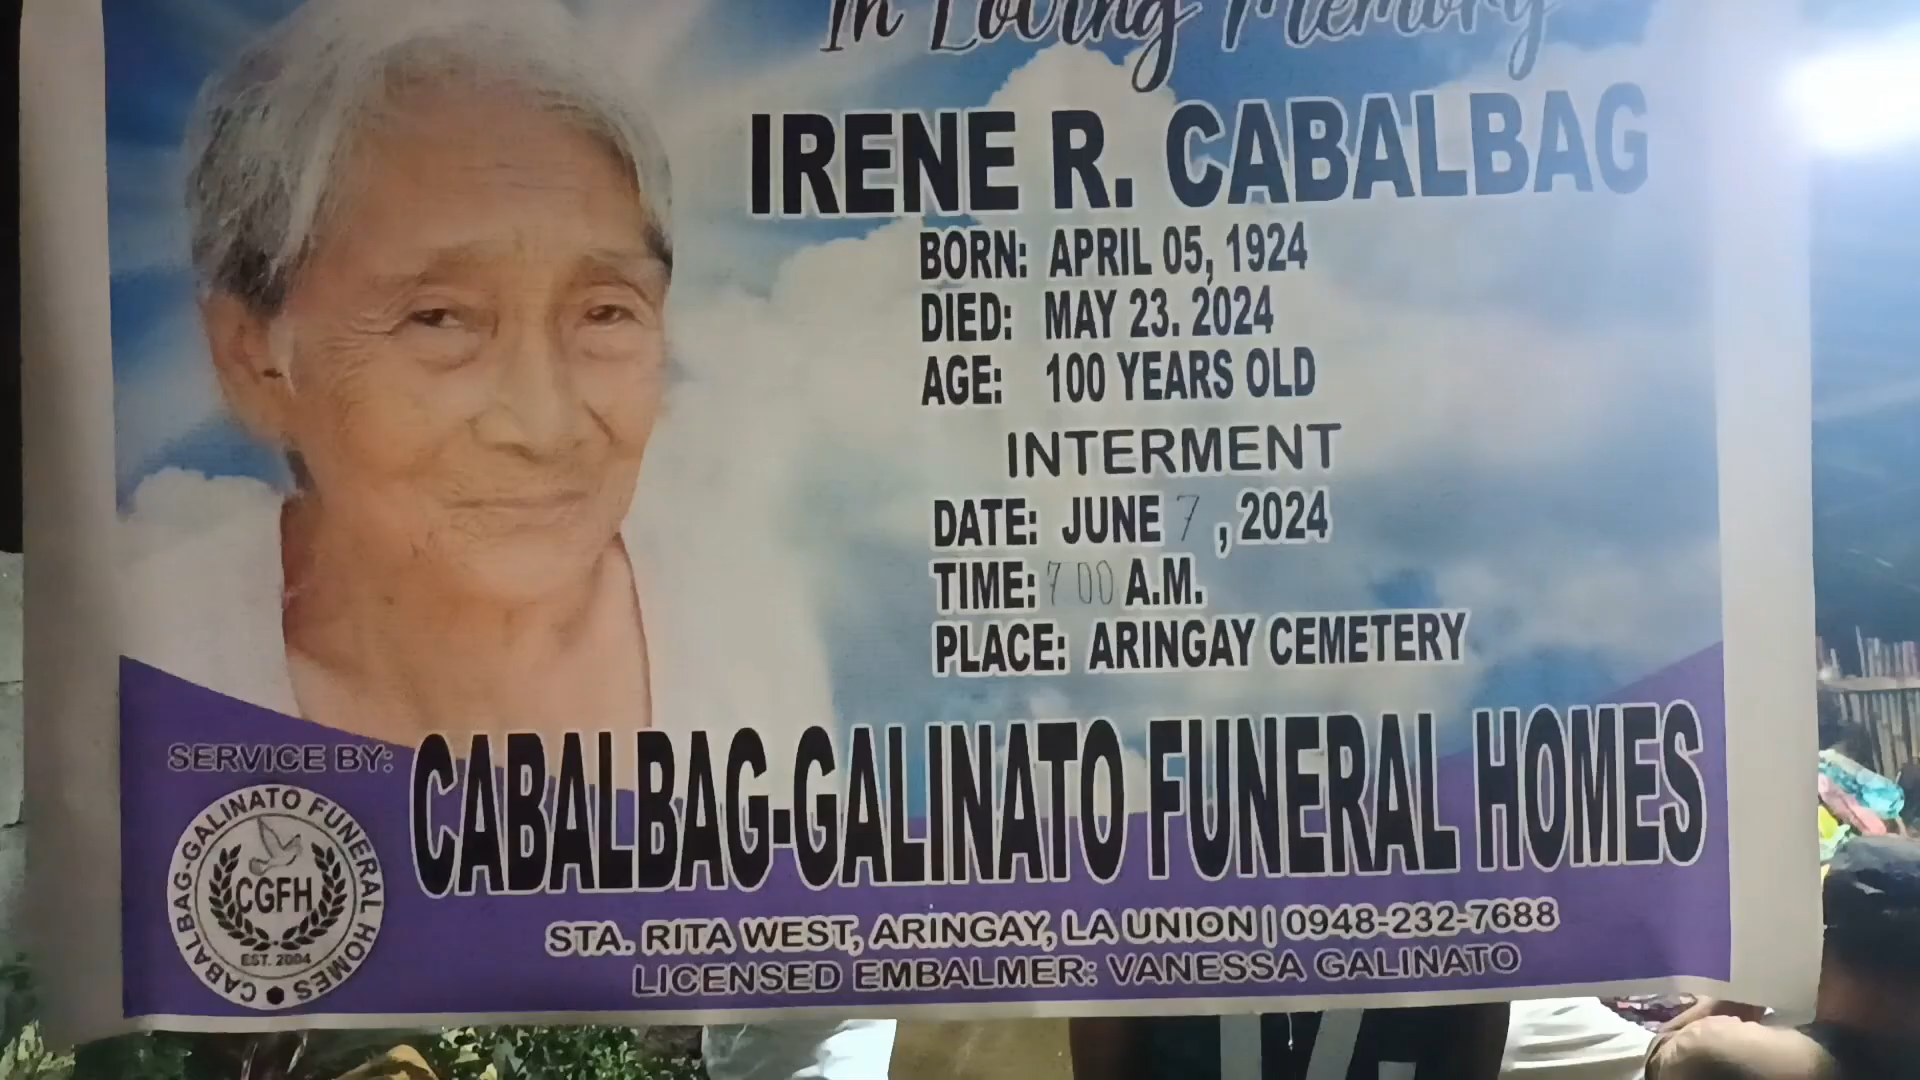 In Loving Memory
IRENE R. CABALBAG
BORN: APRIL 05, 1924
DIED: MAY 23. 2024
AGE: 100 YEARS OLD
INTERMENT
DATE: JUNE 7, 2024
TIME: 7 00 A.M.
PLACE: ARINGAY CEMETERY
SERVICE BY:
CABALBAG-GALINATO FUNERAL HOMES
CABALBAG-GALINATO FUNERAL HOMES
CABALBAG
CGFH
EST. 2004
STA. RITA WEST, ARINGAY, LA UNION | 0948-232-7688
LICENSED EMBALMER: VANESSA GALINATO